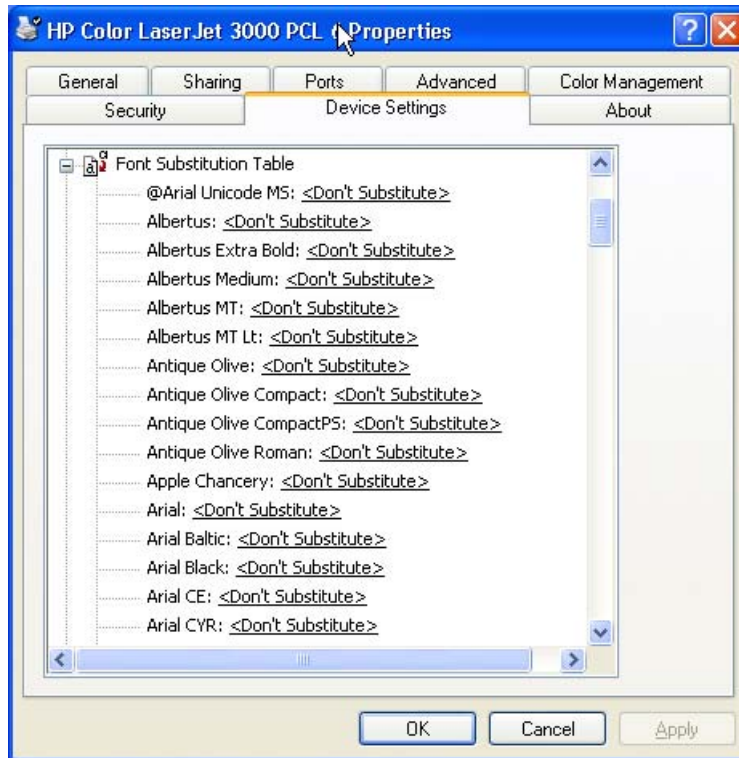 HP Color LaserJet 3000 PCL 6 Properties
General Sharing Ports Advanced Color Management
Security Device Settings About
Font Substitution Table
@Arial Unicode MS: <Don't Substitute>
Albertus: <Don't Substitute>
Albertus Extra Bold: <Don't Substitute>
Albertus Medium: <Don't Substitute>
Albertus MT: <Don't Substitute>
Albertus MT Lt: <Don't Substitute>
Antique Olive: <Don't Substitute>
Antique Olive Compact: <Don't Substitute>
Antique Olive CompactPS: <Don't Substitute>
Antique Olive Roman: <Don't Substitute>
Apple Chancery: <Don't Substitute>
Arial: <Don't Substitute>
Arial Baltic: <Don't Substitute>
Arial Black: <Don't Substitute>
Arial CE: <Don't Substitute>
Arial CYR: <Don't Substitute>
OK Cancel Apply